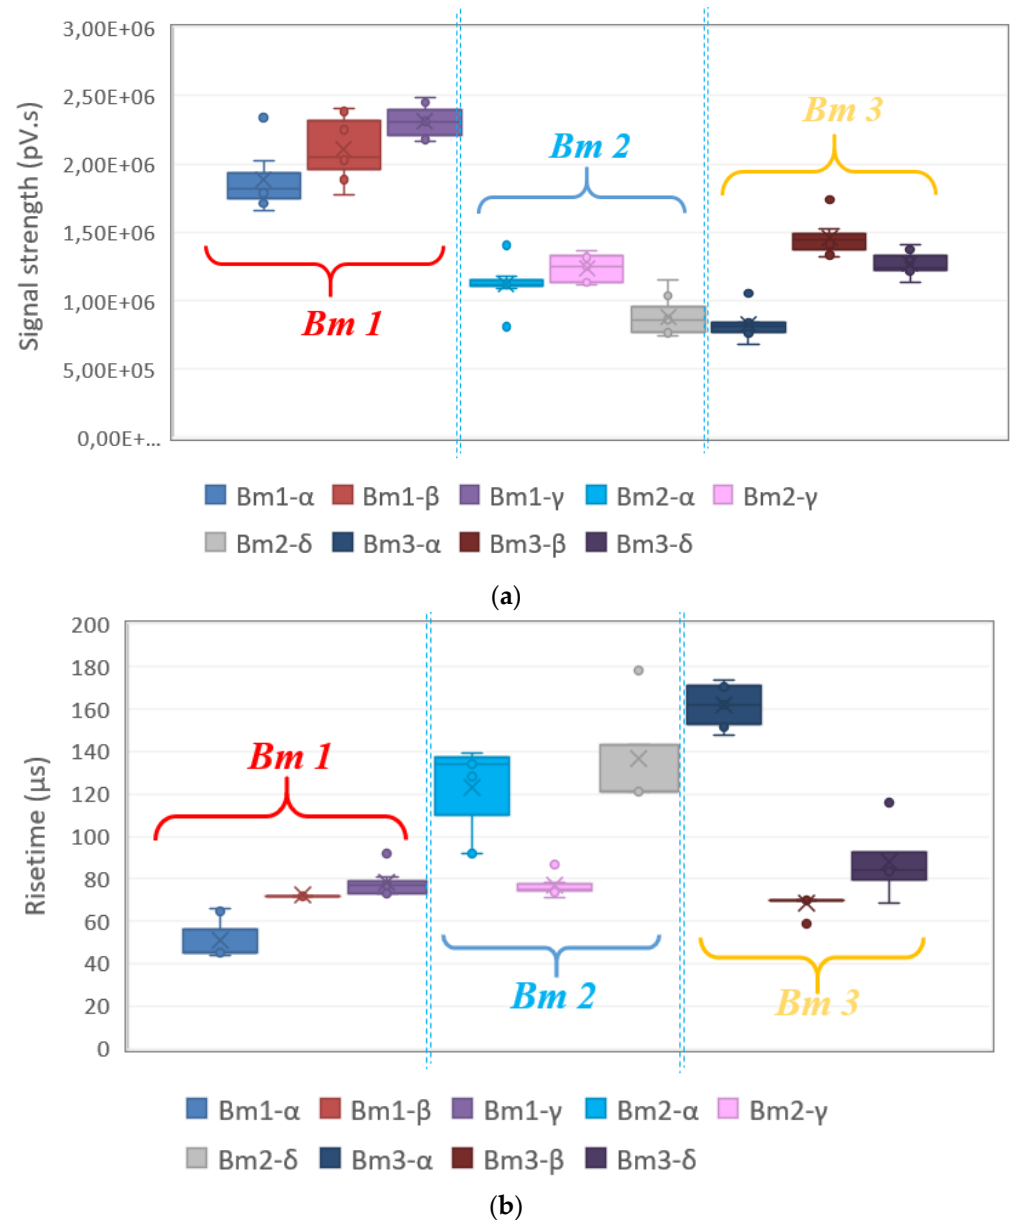 3,00E+06
2,50E+06
2,00E+06
1,50E+06
1,00E+06
5,00E+05
0,00E+...
Signal strength (pV.s)
Bm 1
Bm 2
Bm 3
Bm1-α Bm1-β Bm1-γ Bm2-α Bm2-γ
Bm2-δ Bm3-α Bm3-β Bm3-δ
(a)
200
180
160
140
120
100
80
60
40
20
0
Risetime (µs)
Bm 1
Bm 2
Bm 3
Bm1-α Bm1-β Bm1-γ Bm2-α Bm2-γ
Bm2-δ Bm3-α Bm3-β Bm3-δ
(b)